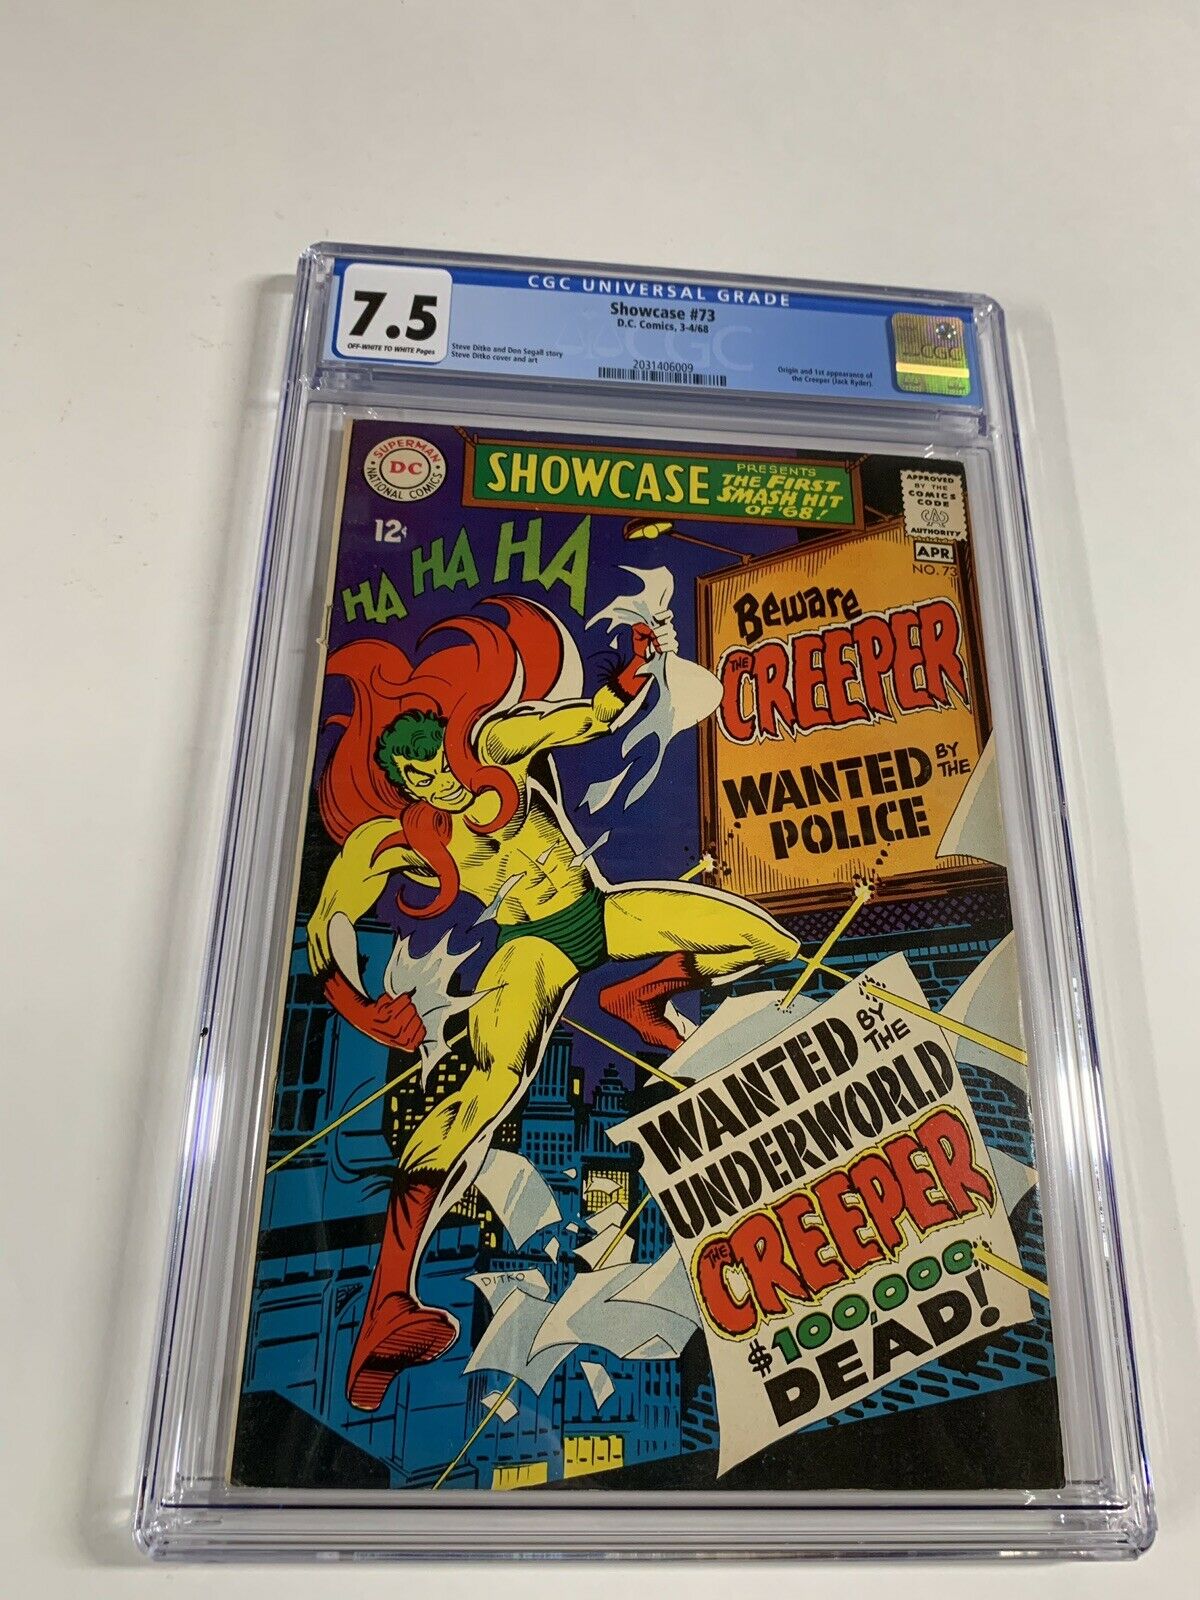 CGC UNIVERSAL GRADE
7.5
OFF-WHITE TO WHITE Pages
Showcase #73
D.C. Comics, 3-4/68
Steve Ditko and Don Segall story
Steve Ditko cover and art
CGC
2031406009
Origin and 1st appearance of
the Creeper (Jack Ryder).
CGC
SUPERMAN
DC
NATIONAL COMICS
12¢
SHOWCASE
PRESENTS
THE FIRST
SMASH HIT
OF '68!
APPROVED
BY THE
COMICS
CODE
CA
AUTHORITY
APR.
NO. 73
HA HA HA
Beware
THE
CREEPER
WANTED BY THE
POLICE
WANTED BY THE
UNDERWORLD
THE
CREEPER
$100,000
DEAD!
DITKO